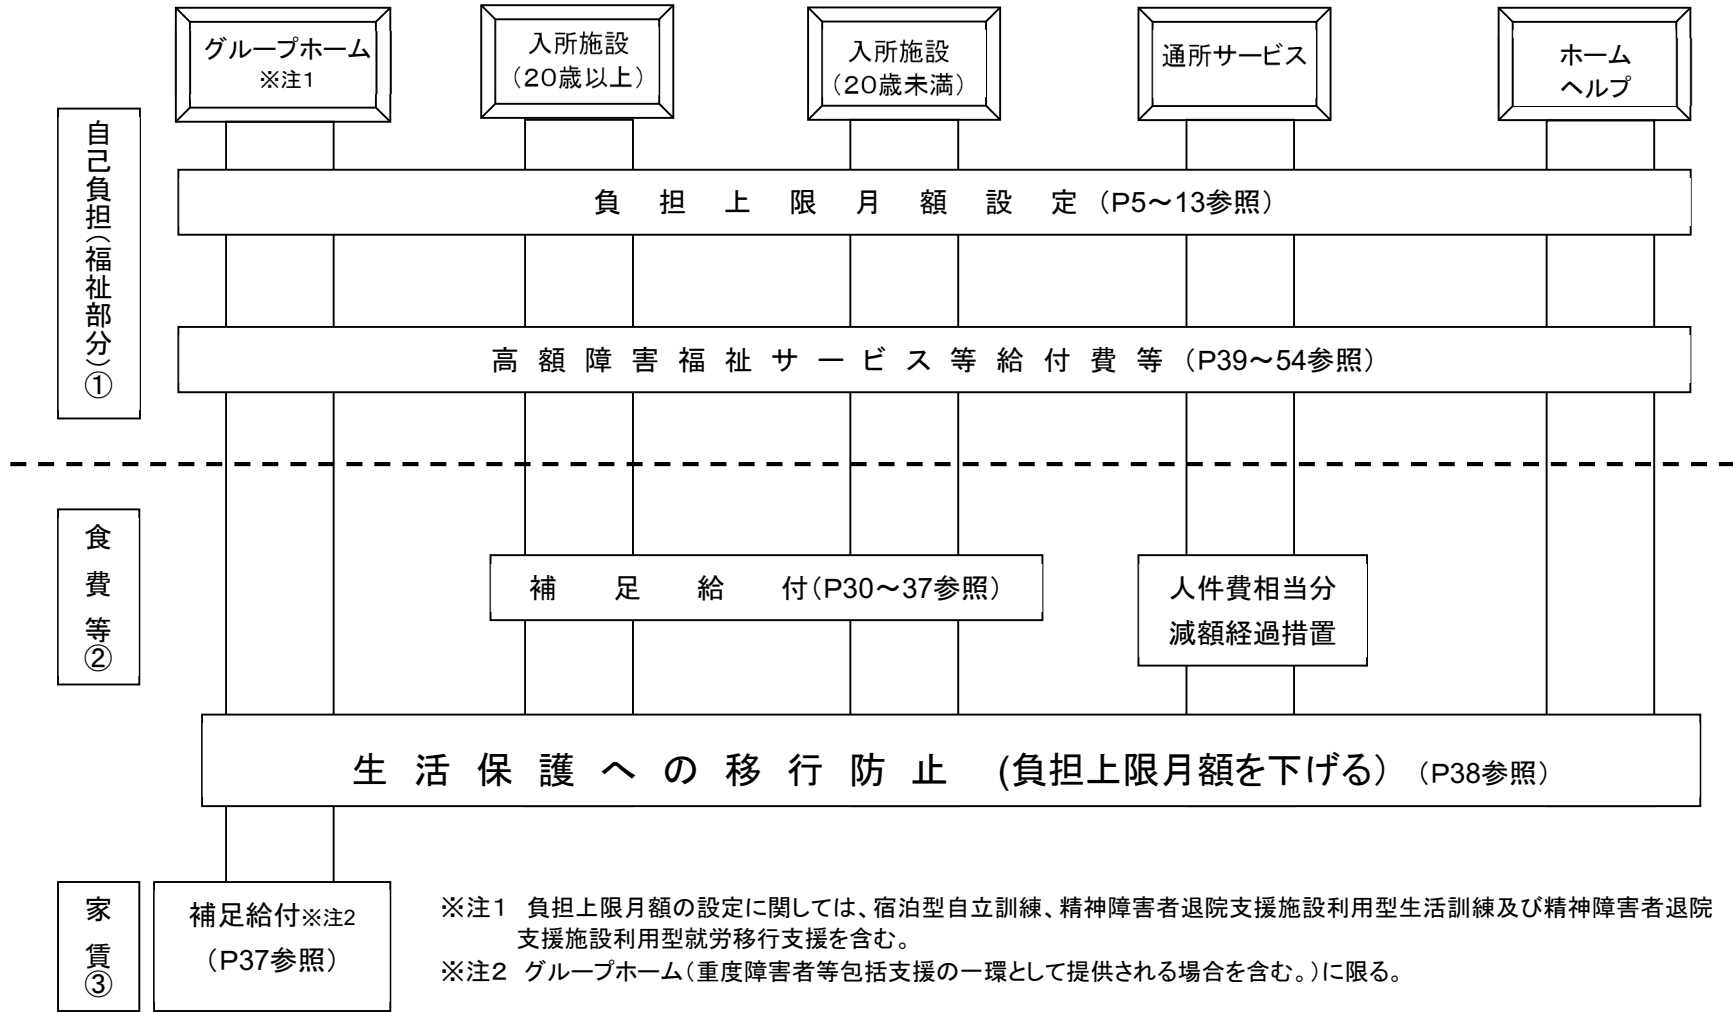 グループホーム
※注1
入所施設
（20歳以上）
入所施設
（20歳未満）
通所サービス
ホーム
ヘルプ
自己負担（福祉部分）①
負担上限月額設定（P5～13参照）
高額障害福祉サービス等給付費等（P39～54参照）
食費等②
補足給付（P30～37参照）
人件費相当分
減額経過措置
生活保護への移行防止 (負担上限月額を下げる）（P38参照）
家賃③
補足給付※注2
（P37参照）
※注1 負担上限月額の設定に関しては、宿泊型自立訓練、精神障害者退院支援施設利用型生活訓練及び精神障害者退院
支援施設利用型就労移行支援を含む。
※注2 グループホーム（重度障害者等包括支援の一環として提供される場合を含む。）に限る。